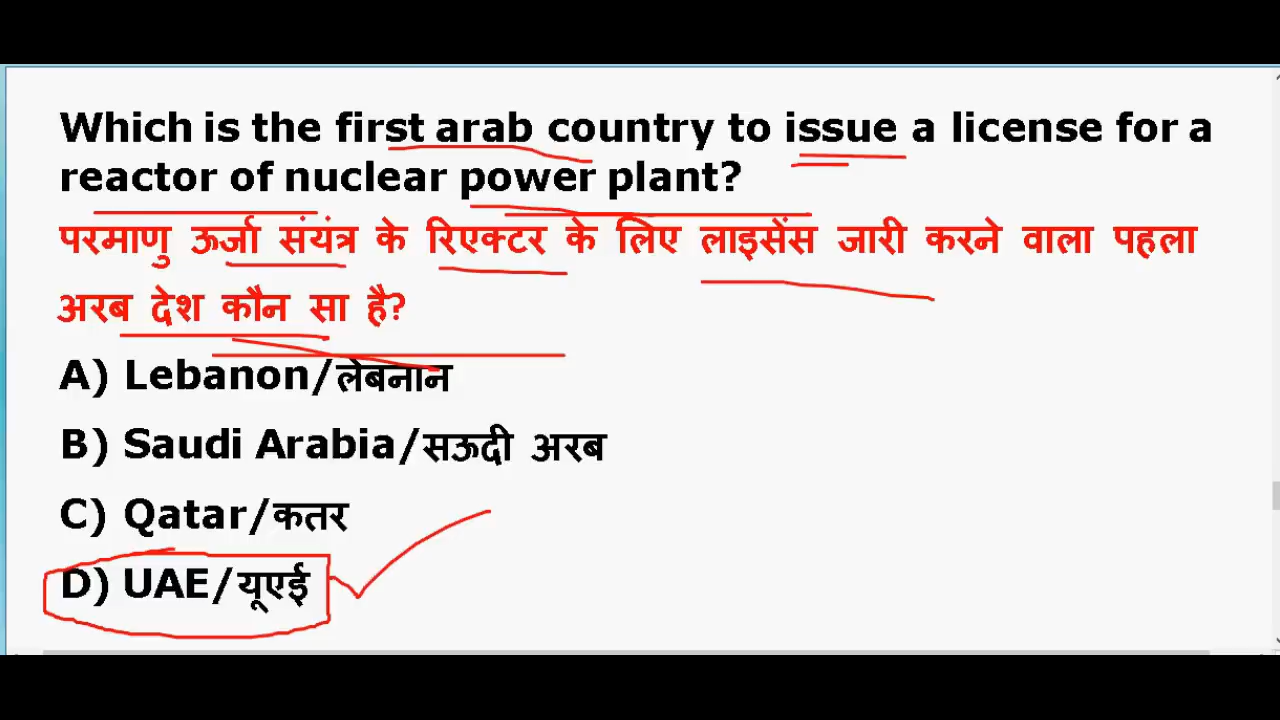 Which is the first arab country to issue a license for a
reactor of nuclear power plant?
परमाणु ऊर्जा संयंत्र के रिएक्टर के लिए लाइसेंस जारी करने वाला पहला
अरब देश कौन सा है?
A) Lebanon/लेबनान
B) Saudi Arabia/सऊदी अरब
C) Qatar/कतर
D) UAE/यूएई